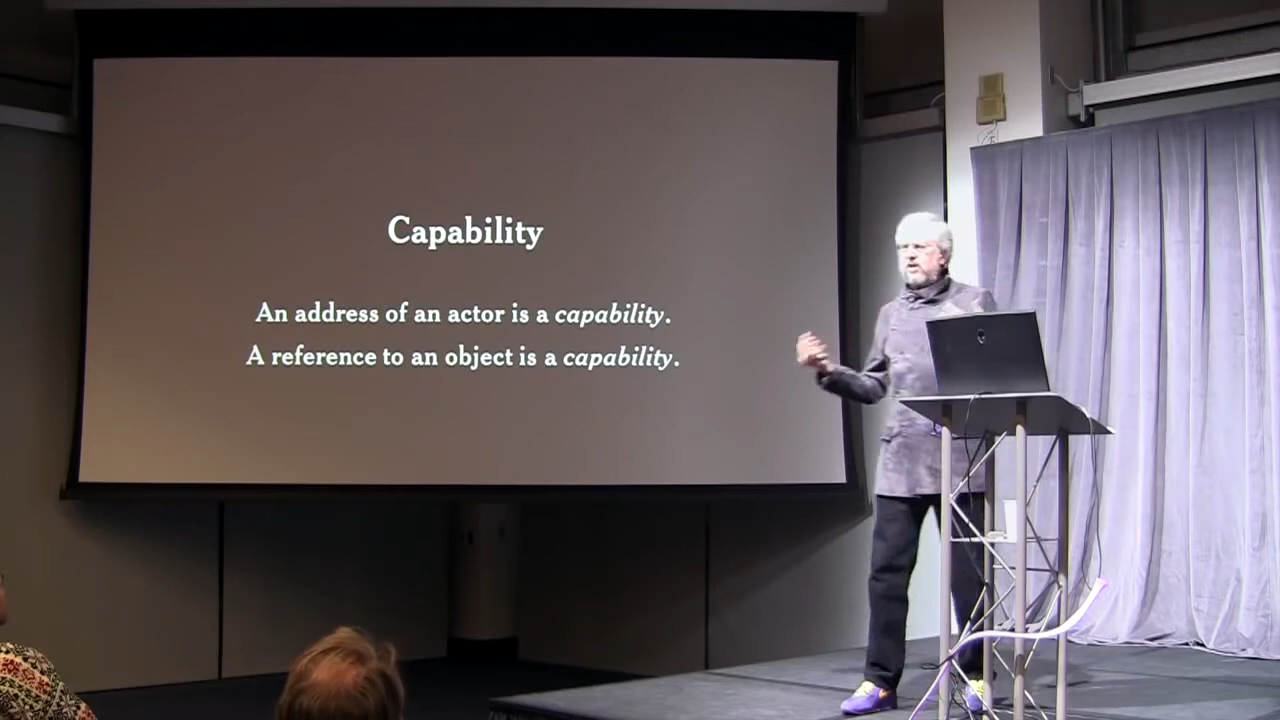 Capability
An address of an actor is a capability.
A reference to an object is a capability.